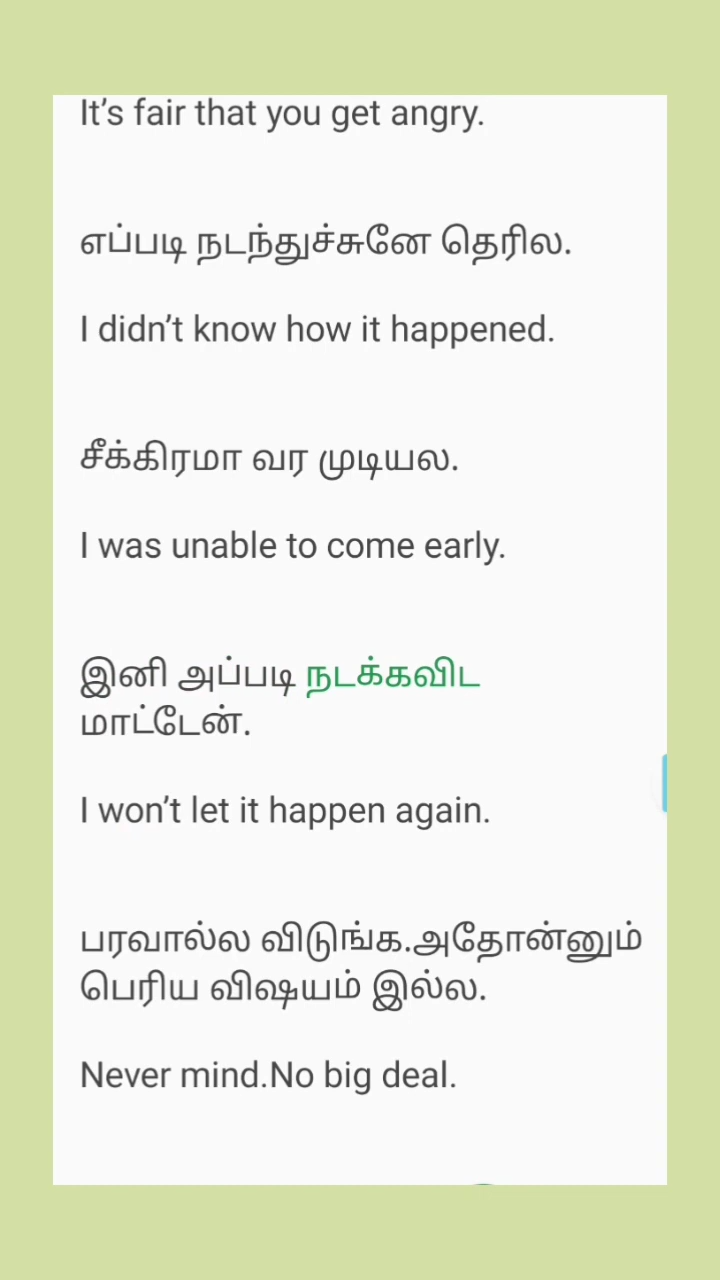 It’s fair that you get angry.
எப்படி நடந்துச்சுனே தெரில.
I didn’t know how it happened.
சீக்கிரமா வர முடியல.
I was unable to come early.
இனி அப்படி நடக்கவிட
மாட்டேன்.
I won’t let it happen again.
பரவால்ல விடுங்க.அதோன்னும்
பெரிய விஷயம் இல்ல.
Never mind.No big deal.